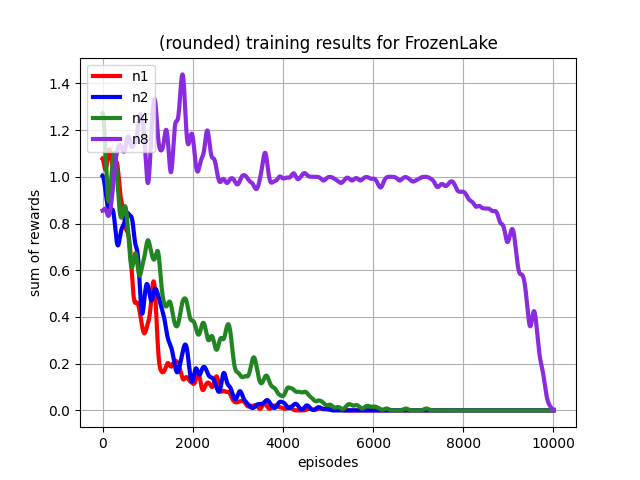 (rounded) training results for FrozenLake
n1
n2
n4
n8
sum of rewards
1.4
1.2
1.0
0.8
0.6
0.4
0.2
0.0
0 2000 4000 6000 8000 10000
episodes